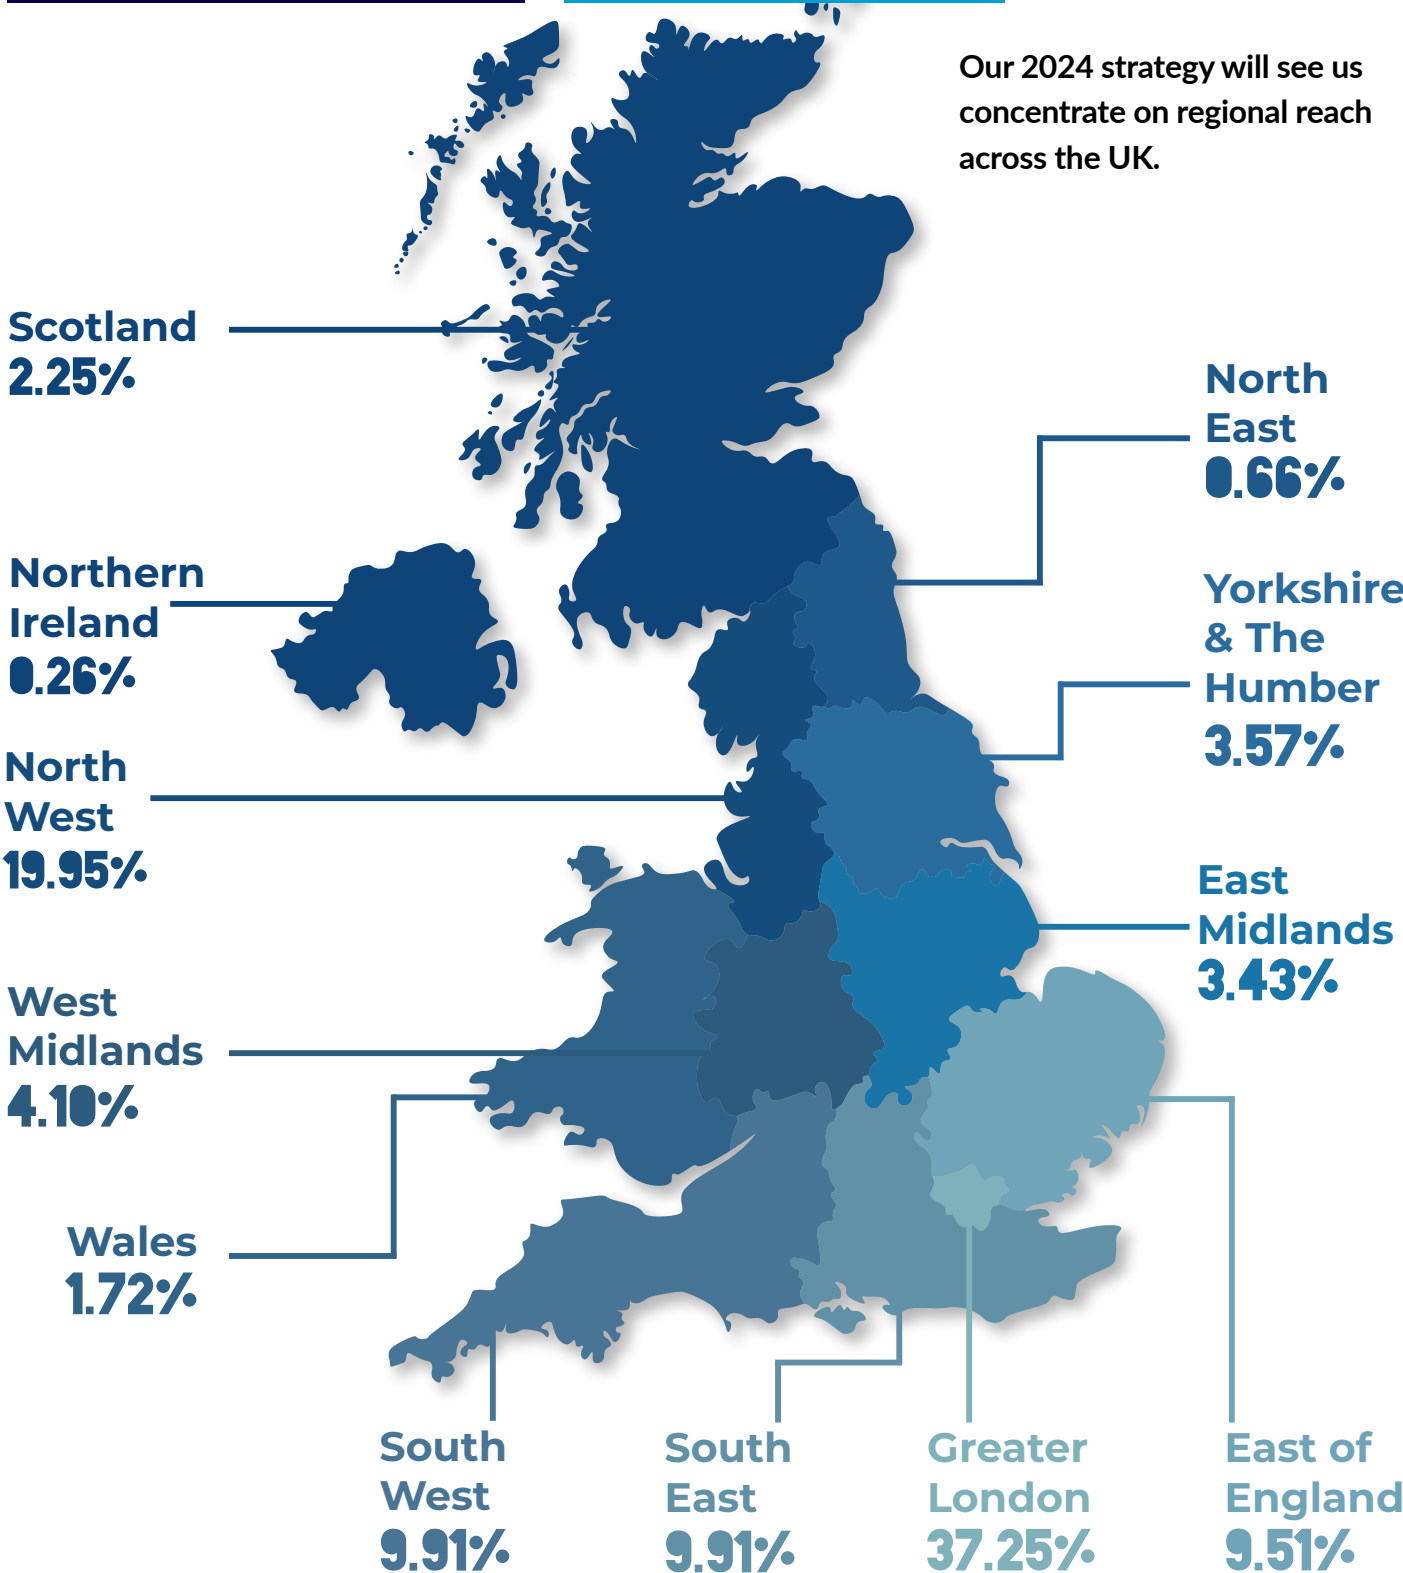 Our 2024 strategy will see us
concentrate on regional reach
across the UK.
Scotland
2.25%
North
East
0.66%
Northern
Ireland
0.26%
Yorkshire
& The
Humber
3.57%
North
West
19.95%
East
Midlands
3.43%
West
Midlands
4.10%
Wales
1.72%
South
West
9.91%
South
East
9.91%
Greater
London
37.25%
East of
England
9.51%